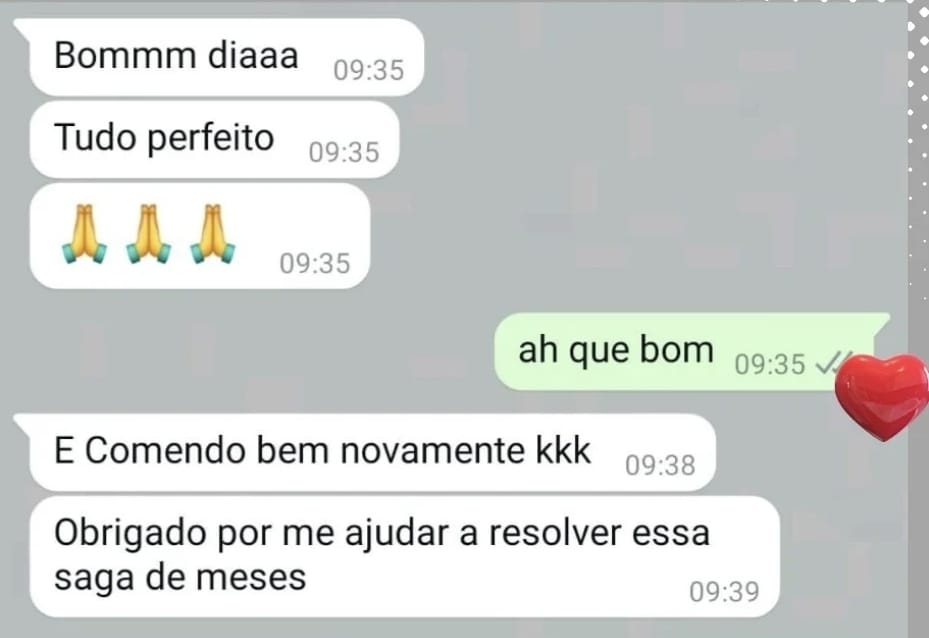 Bommm diaaa 09:35
Tudo perfeito 09:35
🙏 🙏 🙏 09:35
ah que bom 09:35
E Comendo bem novamente kkk 09:38
Obrigado por me ajudar a resolver essa
saga de meses 09:39